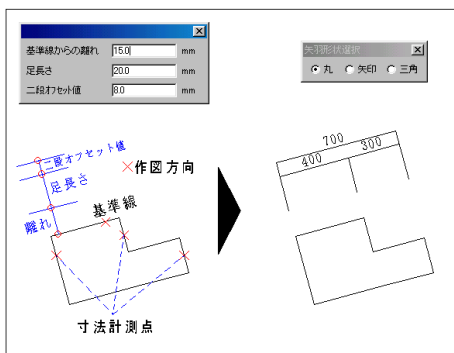 基準線からの離れ 15.0 mm
足長さ 20.0 mm
二段オフセット値 8.0 mm
矢羽形状選択
丸 矢印 三角
二段オフセット値
足長さ
離れ
作図方向
基準線
寸法計測点
700
400 300